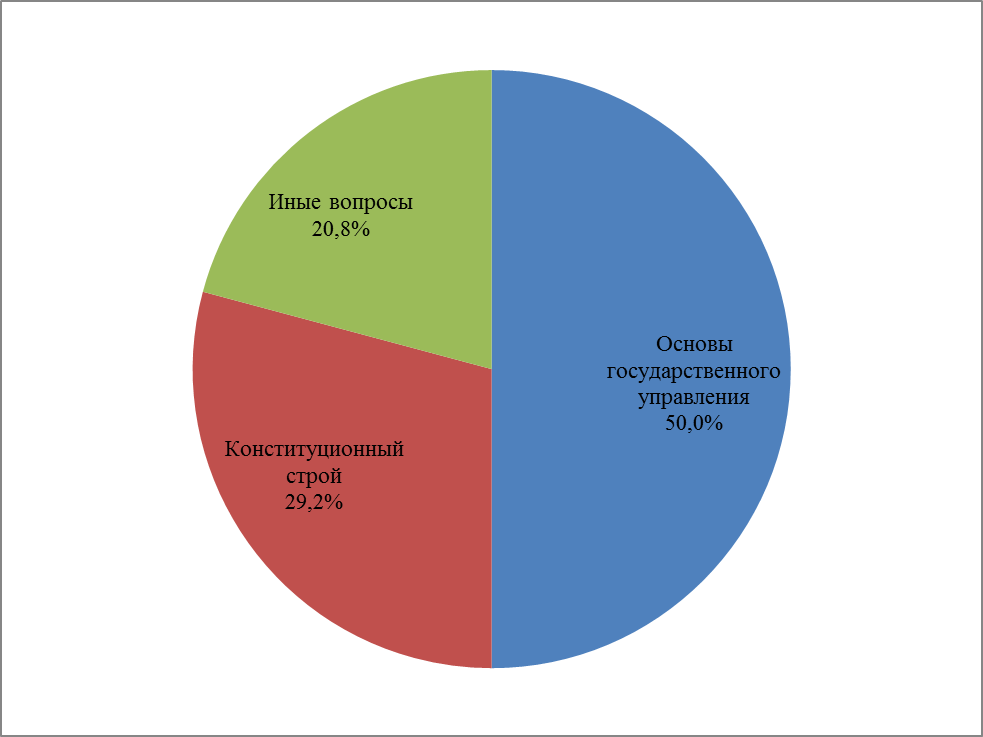 Иные вопросы
20,8%
Основы
государственного
управления
50,0%
Конституционный
строй
29,2%